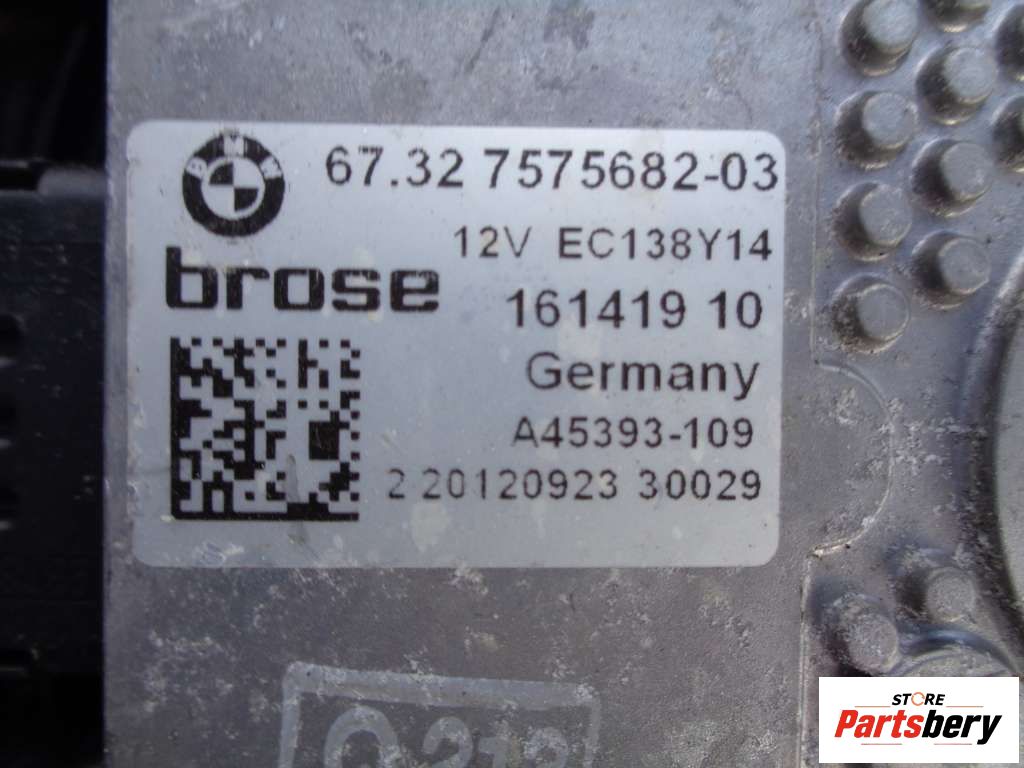 BMW
67.32 7575682-03
12V EC138Y14
brose
161419 10
Germany
A45393-109
2 20120923 30029
STORE
Partsbery